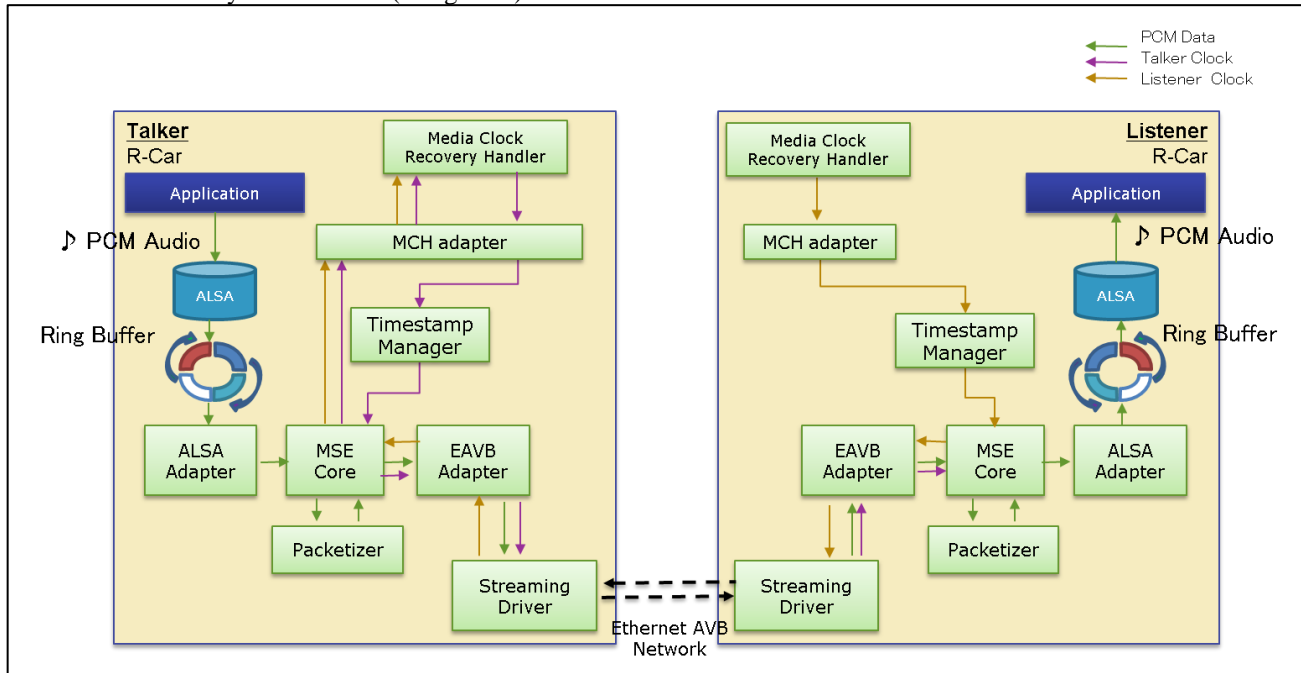 PCM Data
Talker Clock
Listener Clock
Talker
R-Car
Application
♪ PCM Audio
ALSA
Ring Buffer
ALSA
Adapter
MSE
Core
EAVB
Adapter
Packetizer
Streaming
Driver
Media Clock
Recovery Handler
MCH adapter
Timestamp
Manager
Ethernet AVB
Network
Listener
R-Car
Media Clock
Recovery Handler
MCH adapter
Timestamp
Manager
Application
♪ PCM Audio
ALSA
Ring Buffer
EAVB
Adapter
MSE
Core
ALSA
Adapter
Packetizer
Streaming
Driver